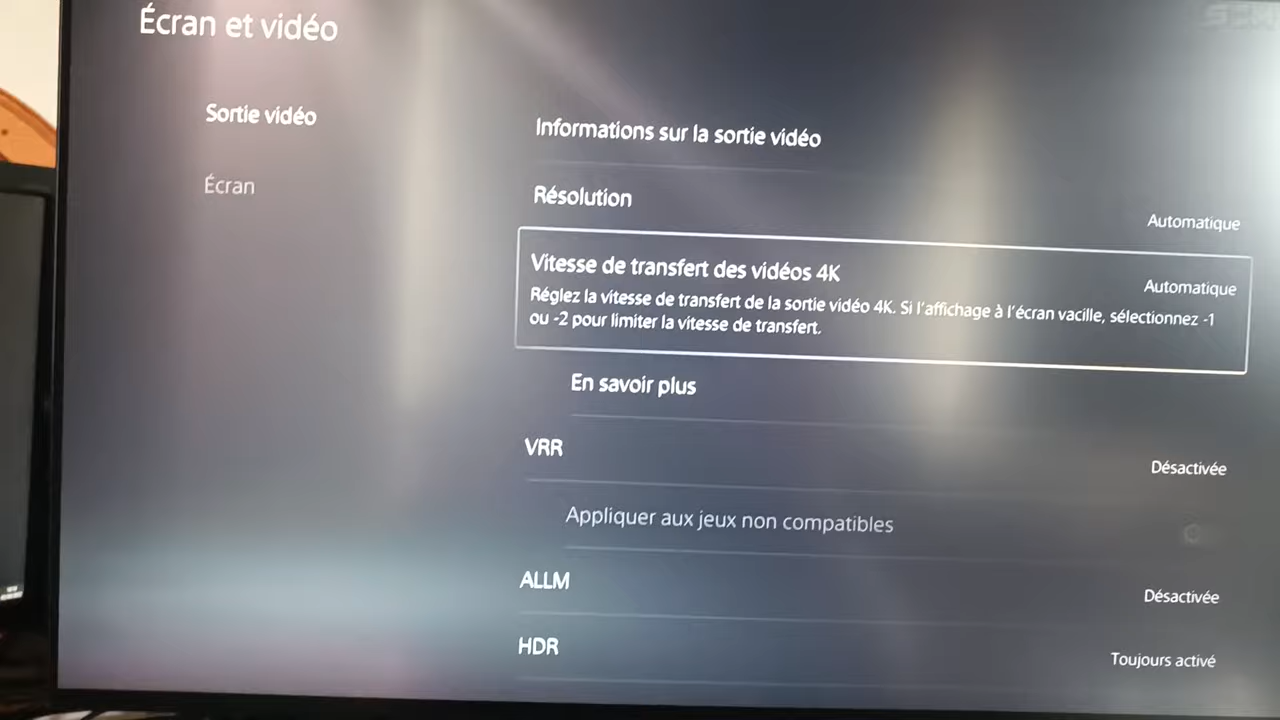 Écran et vidéo
Sortie vidéo
Écran
Informations sur la sortie vidéo
Résolution
Automatique
Vitesse de transfert des vidéos 4K
Automatique
Réglez la vitesse de transfert de la sortie vidéo 4K. Si l'affichage à l'écran vacille, sélectionnez -1
ou -2 pour limiter la vitesse de transfert.
En savoir plus
VRR
Désactivée
Appliquer aux jeux non compatibles
ALLM
Désactivée
HDR
Toujours activé